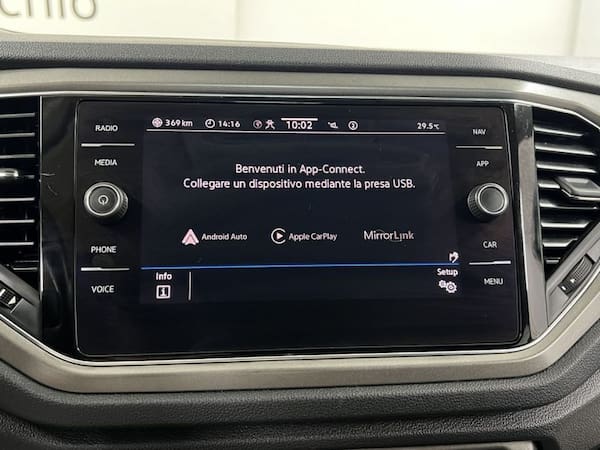 chio
RADIO
MEDIA
PHONE
VOICE
369 km 14:16 10:02 29.5°C
Benvenuti in App-Connect.
Collegare un dispositivo mediante la presa USB.
Android Auto Apple CarPlay MirrorLink
Info Setup
NAV
APP
CAR
MENU